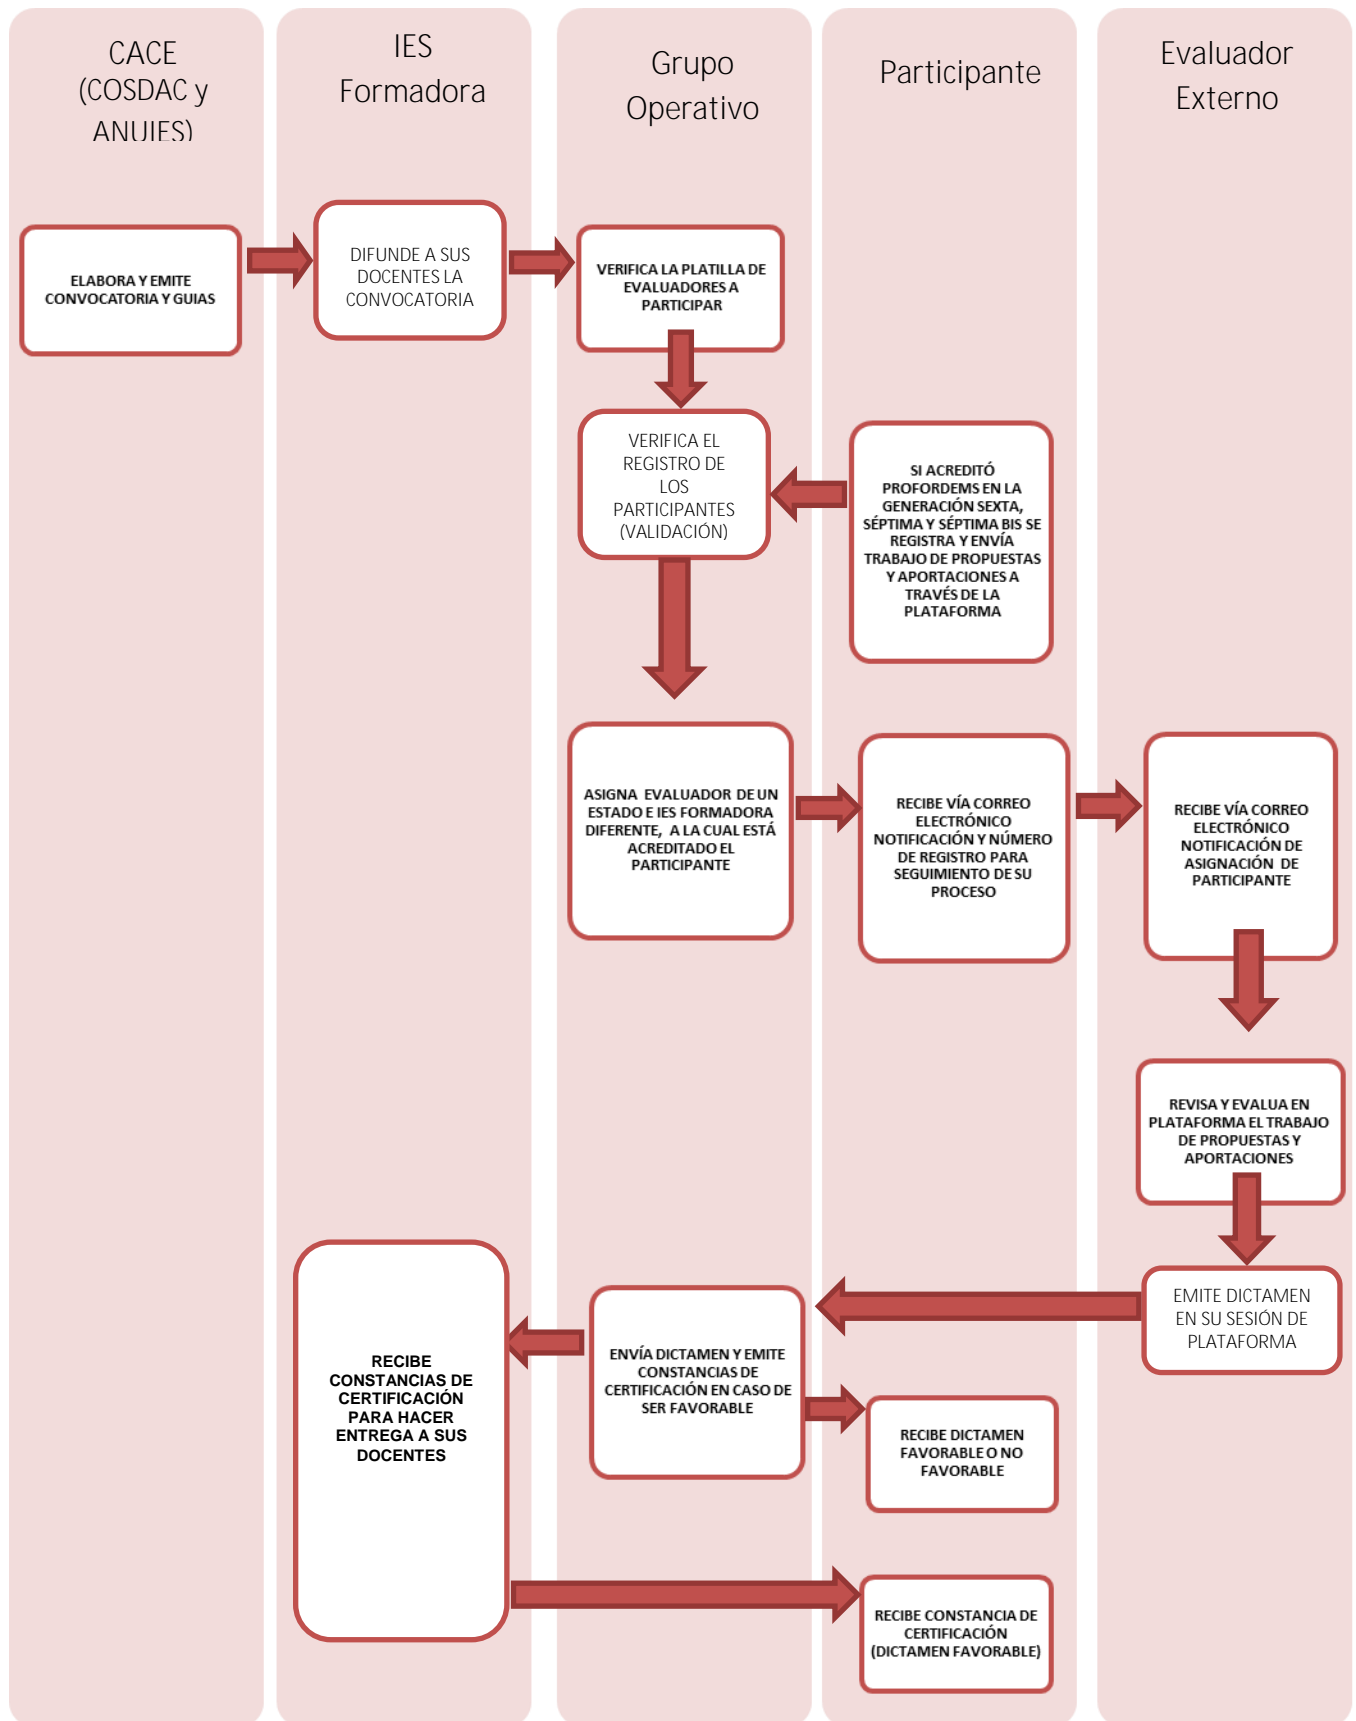 CACE
(COSDAC y
ANUIES)
IES
Formadora
Grupo
Operativo
Participante
Evaluador
Externo
ELABORA Y EMITE
CONVOCATORIA Y GUIAS
DIFUNDE A SUS
DOCENTES LA
CONVOCATORIA
VERIFICA LA PLATILLA DE
EVALUADORES A
PARTICIPAR
VERIFICA EL
REGISTRO DE
LOS
PARTICIPANTES
(VALIDACIÓN)
SI ACREDITÓ
PROFORDEMS EN LA
GENERACIÓN SEXTA,
SÉPTIMA Y SÉPTIMA BIS SE
REGISTRA Y ENVÍA
TRABAJO DE PROPUESTAS
Y APORTACIONES A
TRAVÉS DE LA
PLATAFORMA
ASIGNA EVALUADOR DE UN
ESTADO E IES FORMADORA
DIFERENTE, A LA CUAL ESTÁ
ACREDITADO EL
PARTICIPANTE
RECIBE VÍA CORREO
ELECTRÓNICO
NOTIFICACIÓN Y NÚMERO
DE REGISTRO PARA
SEGUIMIENTO DE SU
PROCESO
RECIBE VÍA CORREO
ELECTRÓNICO
NOTIFICACIÓN DE
ASIGNACIÓN DE
PARTICIPANTE
REVISA Y EVALUA EN
PLATAFORMA EL TRABAJO
DE PROPUESTAS Y
APORTACIONES
EMITE DICTAMEN
EN SU SESIÓN DE
PLATAFORMA
ENVÍA DICTAMEN Y EMITE
CONSTANCIAS DE
CERTIFICACIÓN EN CASO DE
SER FAVORABLE
RECIBE
CONSTANCIAS DE
CERTIFICACIÓN
PARA HACER
ENTREGA A SUS
DOCENTES
RECIBE DICTAMEN
FAVORABLE O NO
FAVORABLE
RECIBE CONSTANCIA DE
CERTIFICACIÓN
(DICTAMEN FAVORABLE)